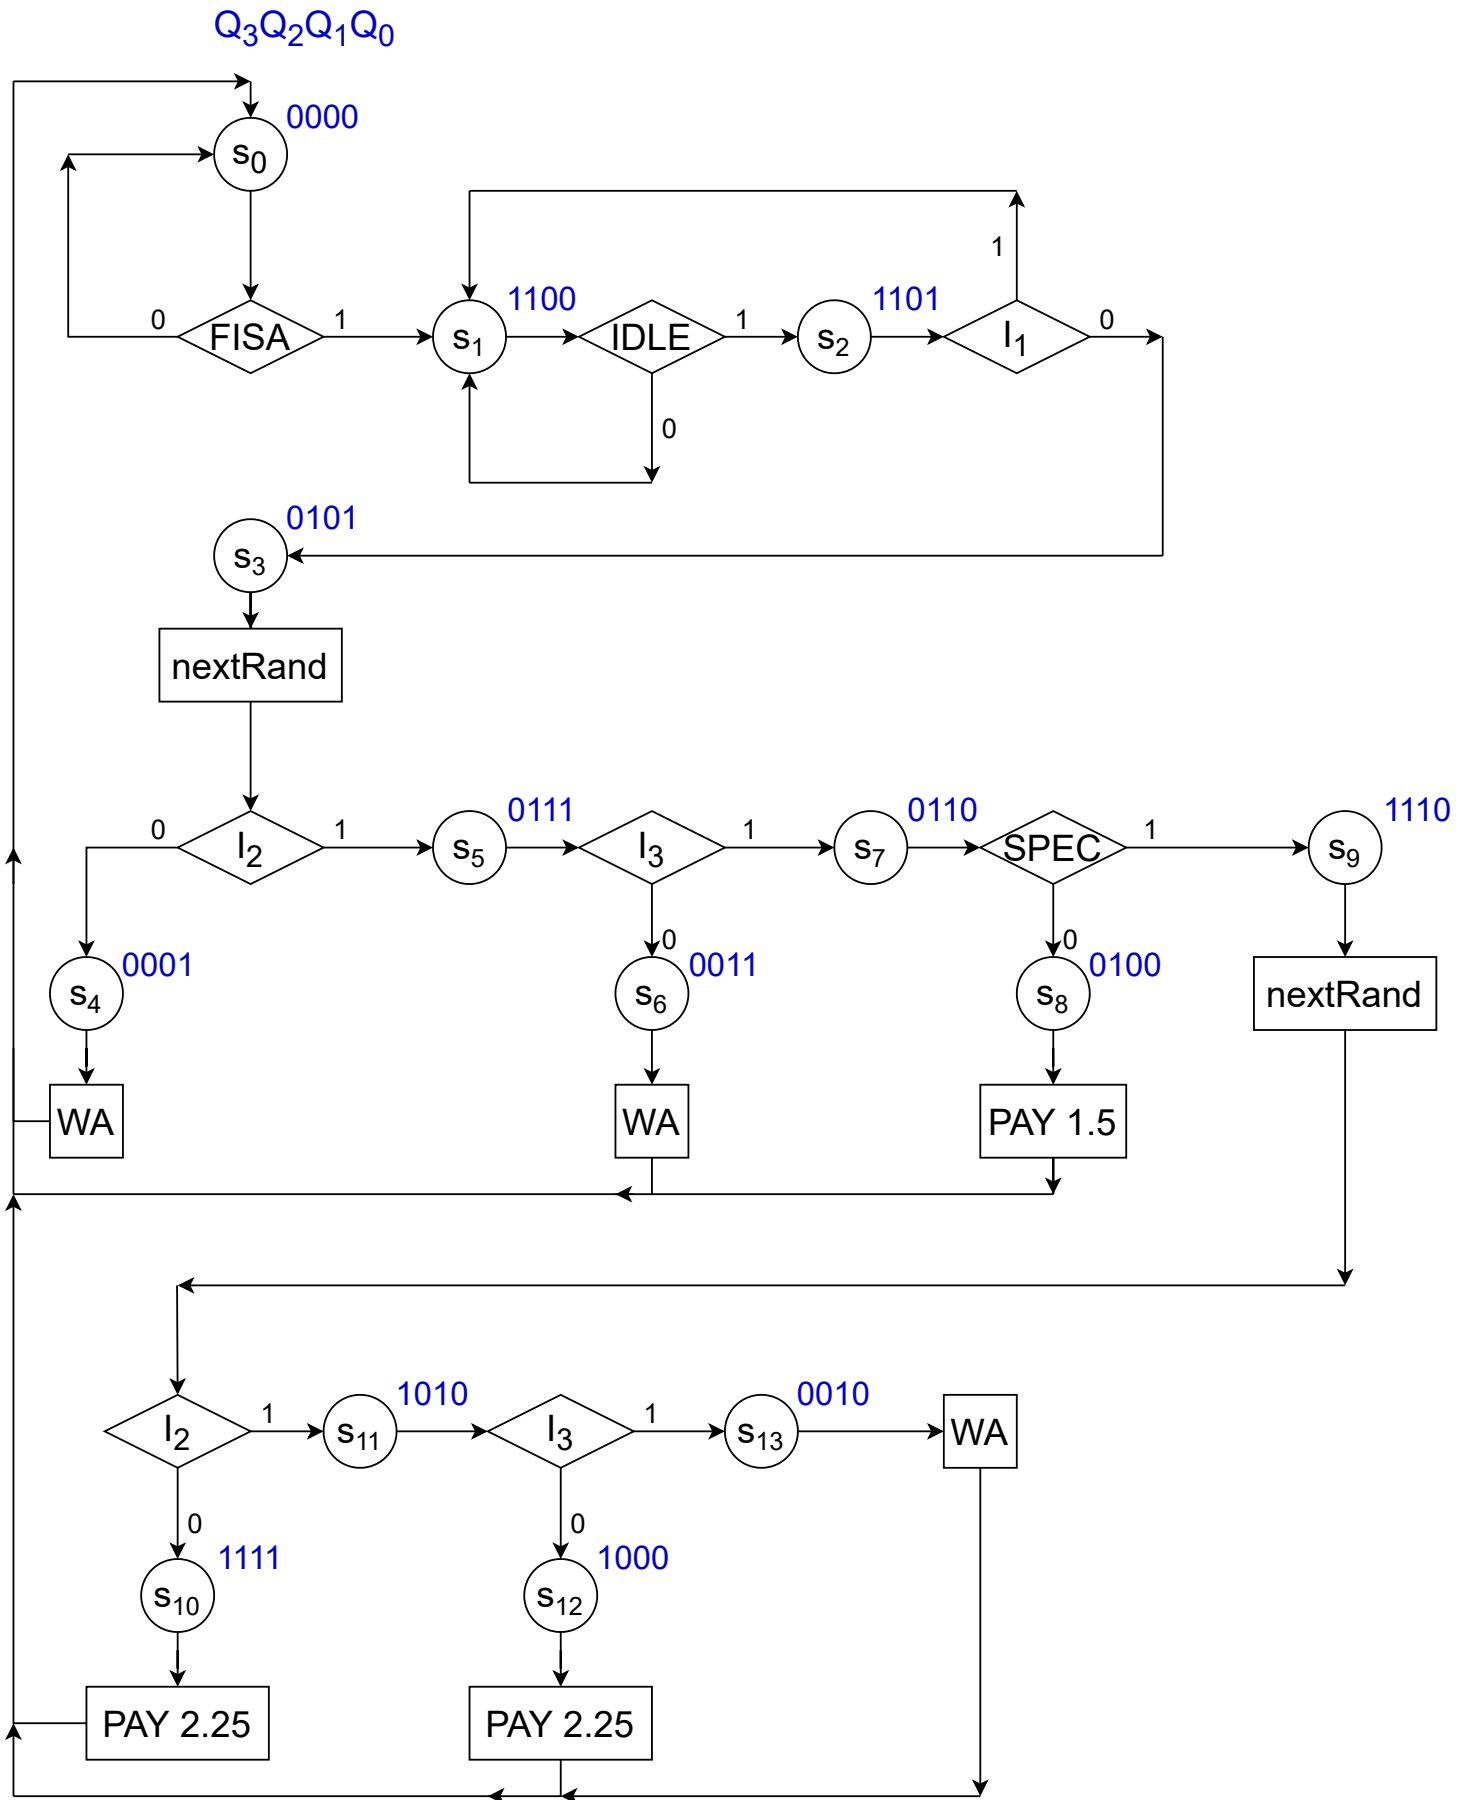 Q₃Q₂Q₁Q₀
0000
s₀
1
1100
1101
0
FISA
1
s₁
IDLE
1
s₂
I₁
0
0
0101
s₃
nextRand
0
I₂
1
0111
s₅
I₃
1
0110
s₇
SPEC
1
1110
s₉
0001
s₄
0
0011
s₆
0
0100
s₈
nextRand
WA
WA
PAY 1.5
I₂
1
1010
s₁₁
I₃
1
0010
s₁₃
WA
0
1111
s₁₀
0
1000
s₁₂
PAY 2.25
PAY 2.25